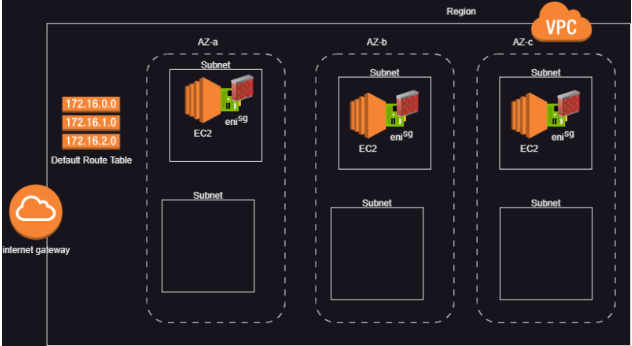 Region
VPC
AZ-a
AZ-b
AZ-c
Subnet
Subnet
Subnet
172.16.0.0
172.16.1.0
172.16.2.0
Default Route Table
EC2
eni
sg
EC2
eni
sg
EC2
eni
sg
Subnet
Subnet
Subnet
internet gateway